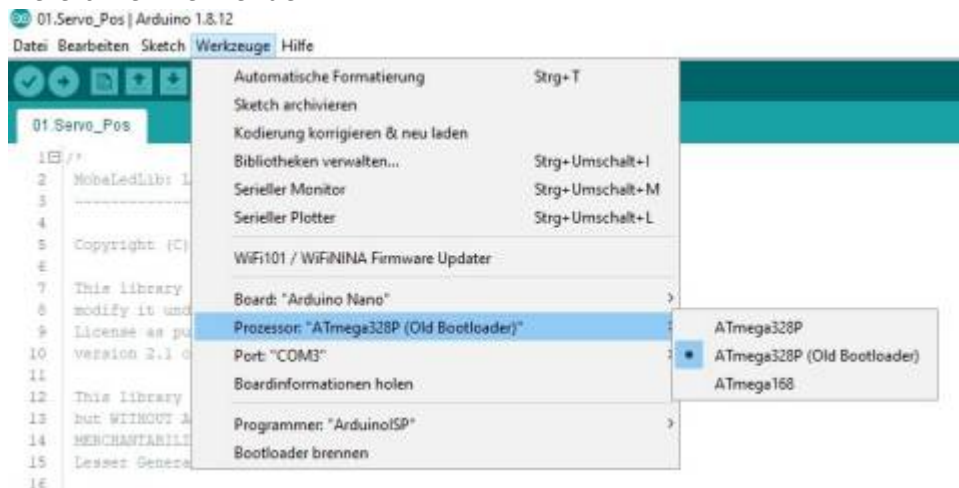 01.Servo_Pos | Arduino 1.8.12
Datei Bearbeiten Sketch Werkzeuge Hilfe
01.Servo_Pos
Automatische Formatierung Strg+T
Sketch archivieren
Kodierung korrigieren & neu laden
Bibliotheken verwalten... Strg+Umschalt+I
Serieller Monitor Strg+Umschalt+M
Serieller Plotter Strg+Umschalt+L
WiFi101 / WiFiNINA Firmware Updater
Board: "Arduino Nano"
Prozessor: "ATmega328P (Old Bootloader)"
Port: "COM3"
Boardinformationen holen
Programmer: "ArduinoISP"
Bootloader brennen
ATmega328P
ATmega328P (Old Bootloader)
ATmega168
1 /*
2 MobaLedLib: L
3 
4
5 Copyright (C)
6
7 This library
8 modify it und
9 License as pu
10 version 2.1 o
11
12 This library
13 but WITHOUT A
14 MERCHANTABILI
15 Lesser Genera
16